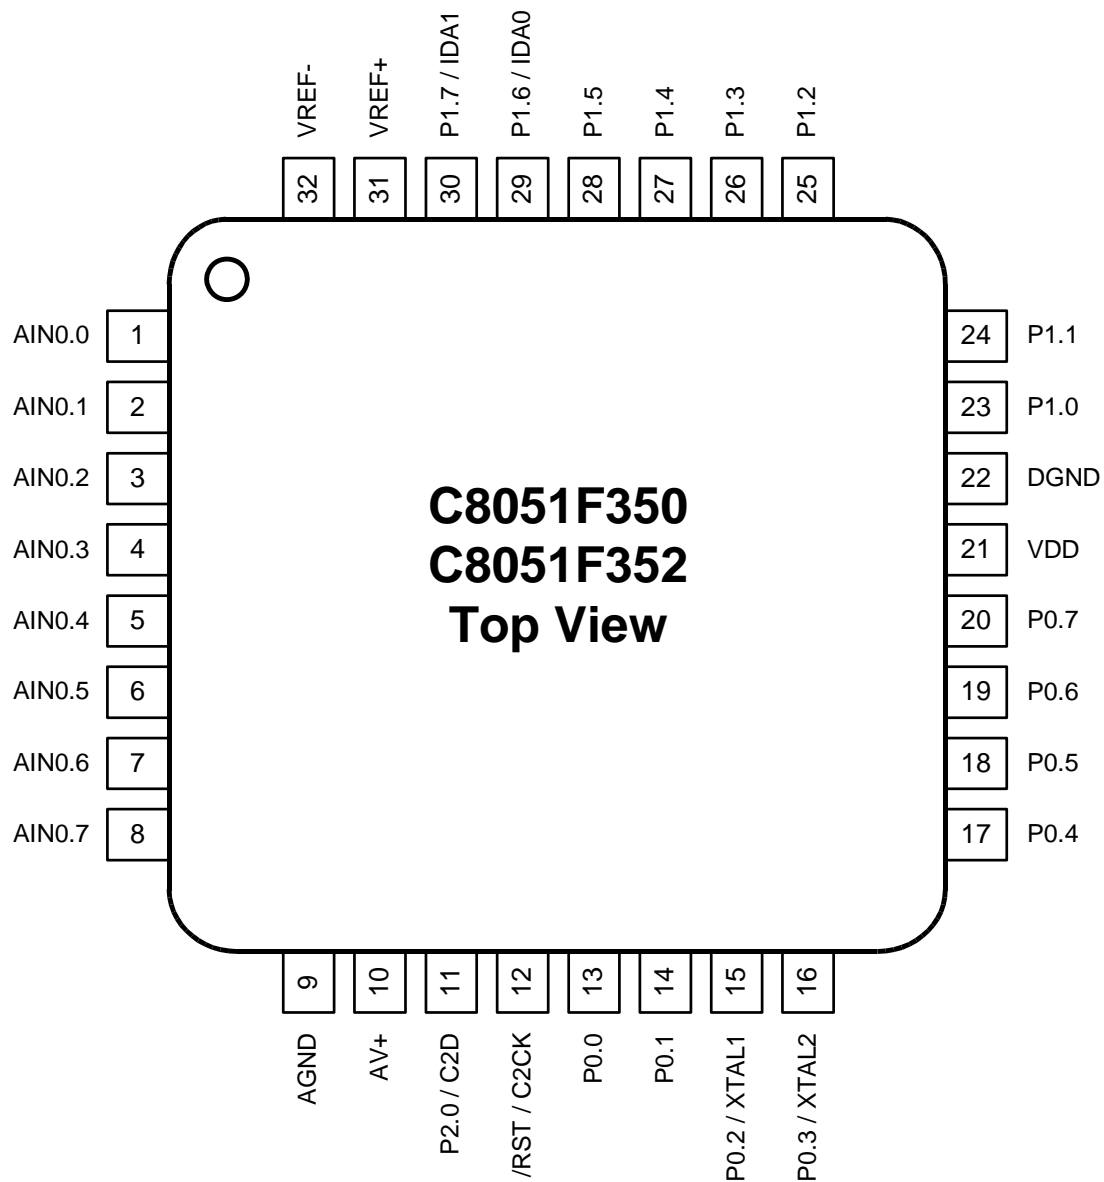 VREF-
VREF+
P1.7 / IDA1
P1.6 / IDA0
P1.5
P1.4
P1.3
P1.2
32
31
30
29
28
27
26
25
AIN0.0 1
24 P1.1
AIN0.1 2
23 P1.0
AIN0.2 3
22 DGND
AIN0.3 4
21 VDD
AIN0.4 5
20 P0.7
AIN0.5 6
19 P0.6
AIN0.6 7
18 P0.5
AIN0.7 8
17 P0.4
C8051F350
C8051F352
Top View
9
10
11
12
13
14
15
16
AGND
AV+
P2.0 / C2D
/RST / C2CK
P0.0
P0.1
P0.2 / XTAL1
P0.3 / XTAL2